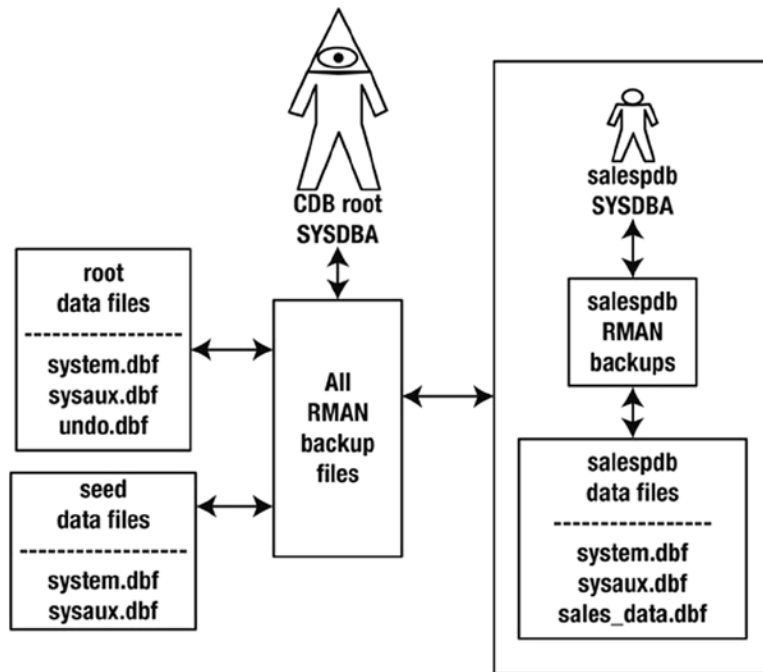 CDB root
SYSDBA
salespdb
SYSDBA
root
data files
system.dbf
sysaux.dbf
undo.dbf
All
RMAN
backup
files
salespdb
RMAN
backups
seed
data files
system.dbf
sysaux.dbf
salespdb
data files
system.dbf
sysaux.dbf
sales_data.dbf